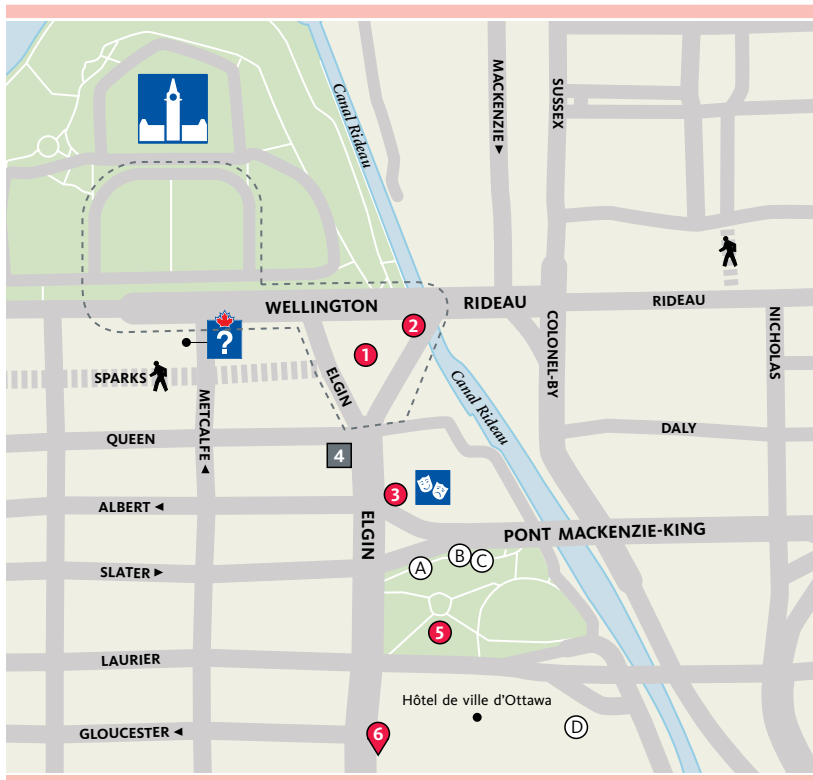 Canal Rideau
MACKENZIE ►
SUSSEX
WELLINGTON
RIDEAU
RIDEAU
2
1
?
ELGIN
COLONEL-BY
NICHOLAS
SPARKS
METCALFE ►
Canal Rideau
QUEEN
DALY
4
3
ALBERT ◄
ELGIN
PONT MACKENZIE-KING
A
B
C
SLATER ►
5
LAURIER
Hôtel de ville d'Ottawa
GLOUCESTER ◄
6
D